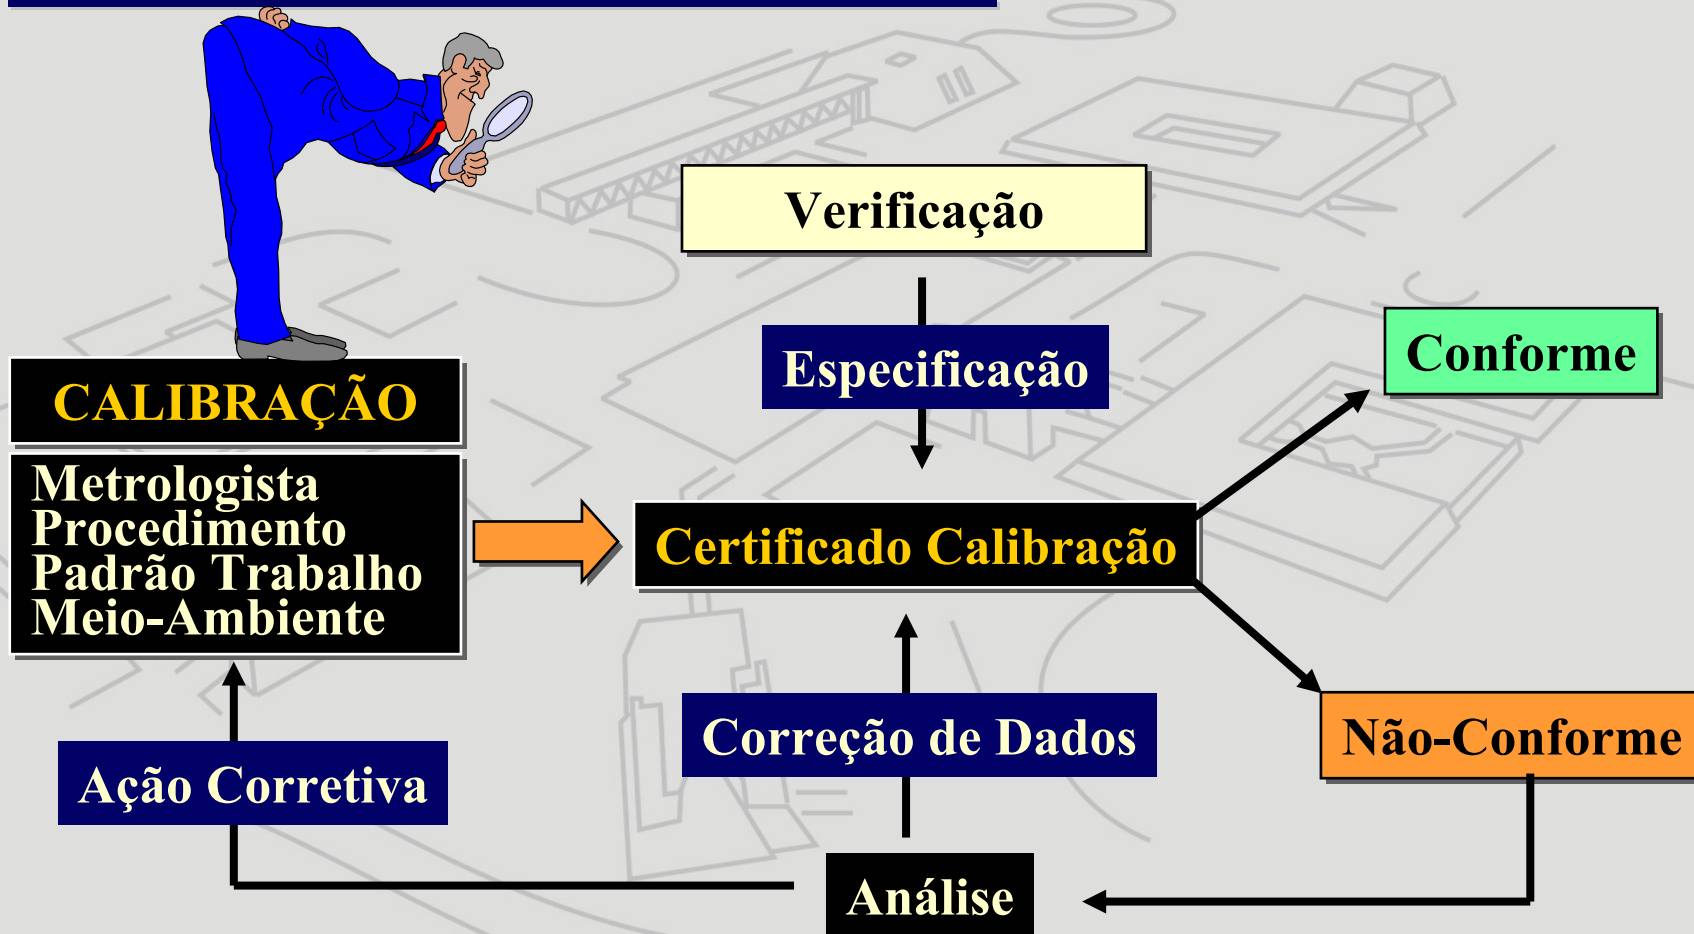 Verificação
Especificação
Conforme
CALIBRAÇÃO
Metrologista
Procedimento
Padrão Trabalho
Meio-Ambiente
Certificado Calibração
Correção de Dados
Não-Conforme
Ação Corretiva
Análise